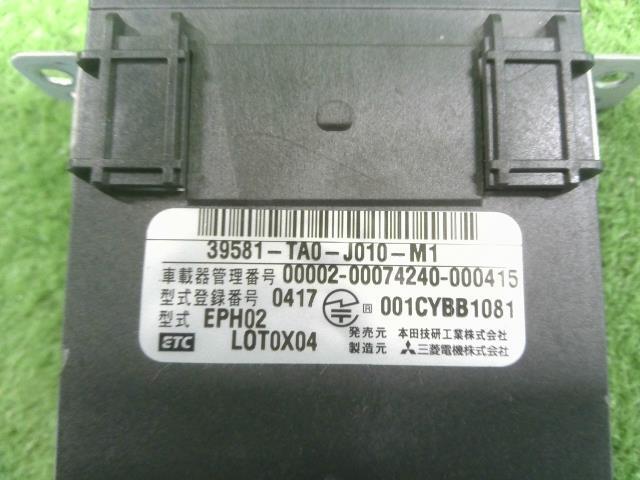 39581-TA0-J010-M1
車載器管理番号 00002-00074240-000415
型式登録番号 0417 R 001CYBB1081
型式 EPH02
ETC LOT0X04
発売元 本田技研工業株式会社
製造元 三菱電機株式会社